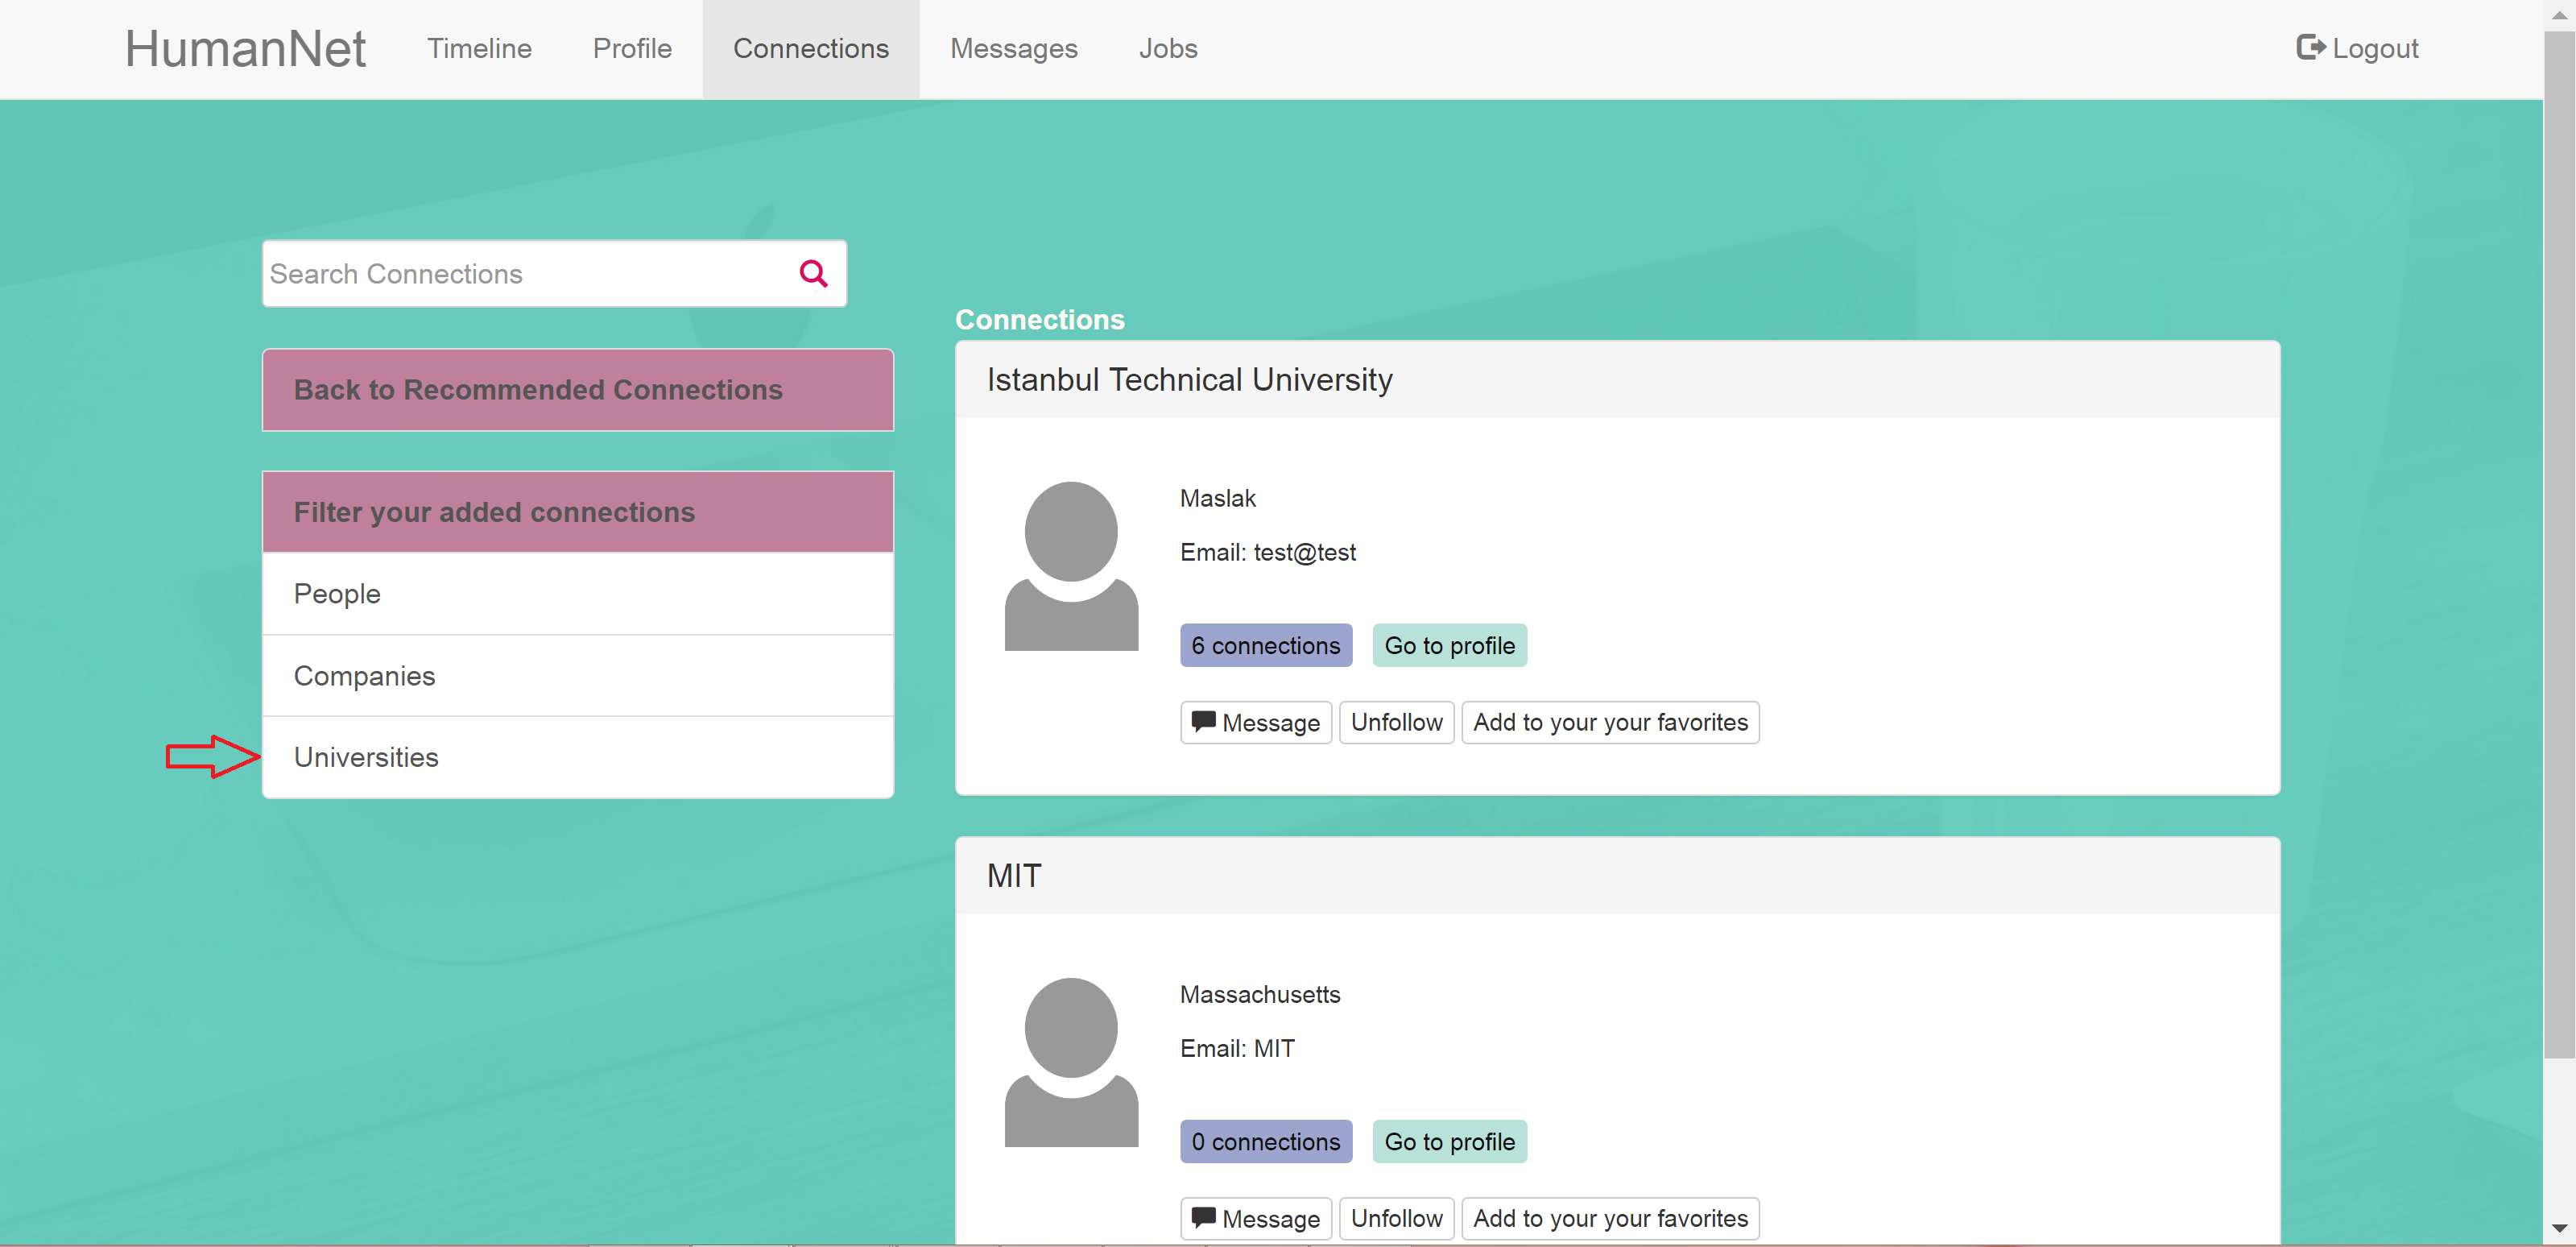 HumanNet Timeline Profile Connections Messages Jobs Logout
Search Connections
Back to Recommended Connections
Filter your added connections
People
Companies
Universities
Connections
Istanbul Technical University
Maslak
Email: test@test
6 connections Go to profile
Message Unfollow Add to your your favorites
MIT
Massachusetts
Email: MIT
0 connections Go to profile
Message Unfollow Add to your your favorites